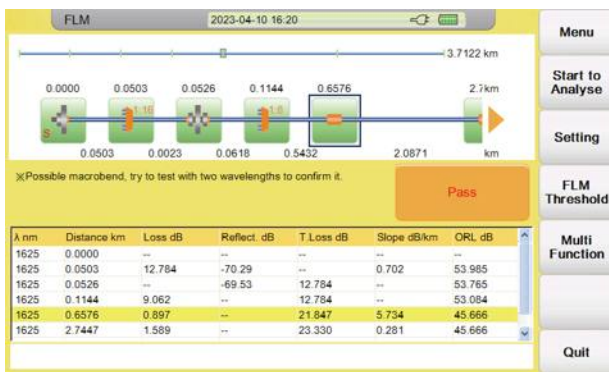 FLM 2023-04-10 16:20
3.7122 km
0.0000 0.0503 0.0526 0.1144 0.6576 2.7km
1:16 1:8
S
0.0503 0.0023 0.0618 0.5432 2.0871 km
※Possible macrobend, try to test with two wavelengths to confirm it.
Pass
λ nm Distance km Loss dB Reflect. dB T.Loss dB Slope dB/km ORL dB
1625 0.0000 -- -- -- -- --
1625 0.0503 12.784 -70.29 -- 0.702 53.985
1625 0.0526 -- -69.53 12.784 53.765
1625 0.1144 9.062 -- 12.784 -- 53.084
1625 0.6576 0.897 -- 21.847 5.734 45.666
1625 2.7447 1.589 -- 23.330 0.281 45.666
Menu
Start to
Analyse
Setting
FLM
Threshold
Multi
Function
Quit